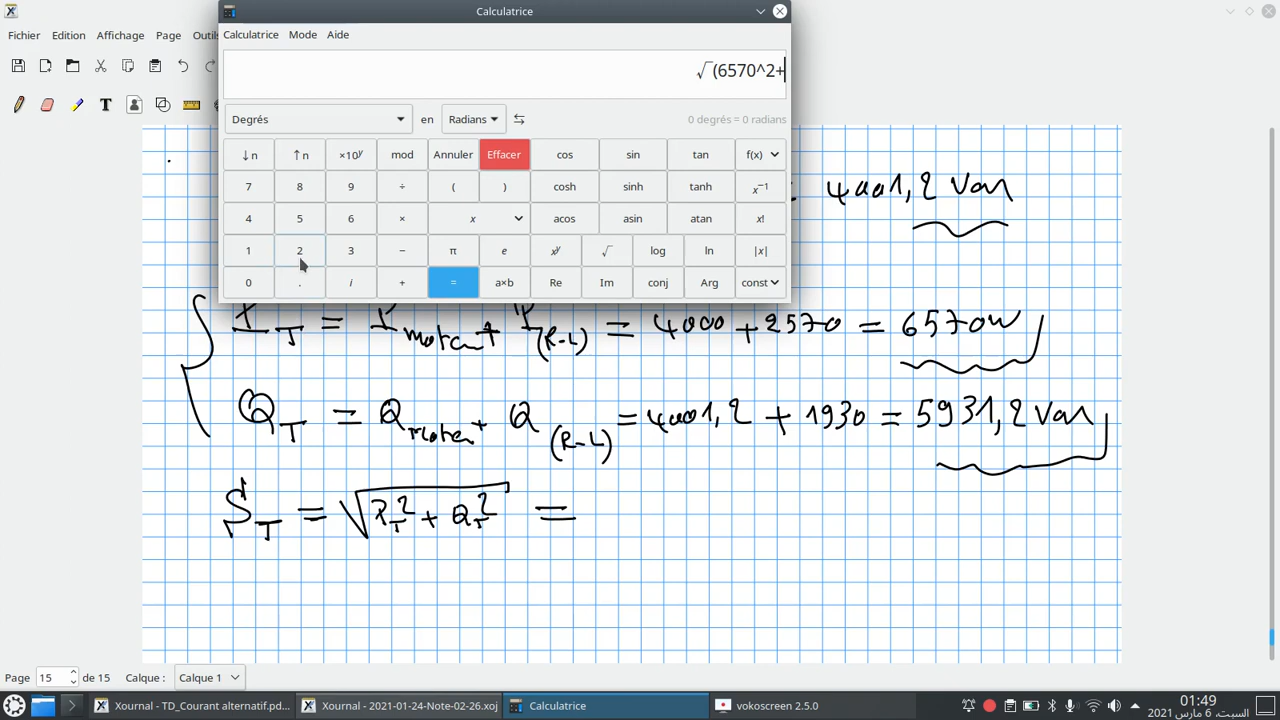 Calculatrice
Fichier Edition Affichage Page Outils
Calculatrice Mode Aide
√(6570^2+
Degrés en Radians 0 degrés = 0 radians
↓n ↑n ×10ʸ mod Annuler Effacer cos sin tan f(x)
7 8 9 ÷ ( ) cosh sinh tanh x⁻¹
4 5 6 × x acos asin atan x!
1 2 3 − π e xʸ √ log ln |x|
0 . i + = a×b Re Im conj Arg const
4001,2 Var
P_T = P_moteur + P_(R-L) = 4000 + 2570 = 6570 W
Q_T = Q_moteur + Q_(R-L) = 4001,2 + 1930 = 5931,2 Var
S_T = √(P_T² + Q_T²) =
Page 15 de 15 Calque : Calque 1
Xournal - TD_Courant alternatif.pd... Xournal - 2021-01-24-Note-02-26.xoj Calculatrice vokoscreen 2.5.0
01:49
السبت، 6 مارس 2021